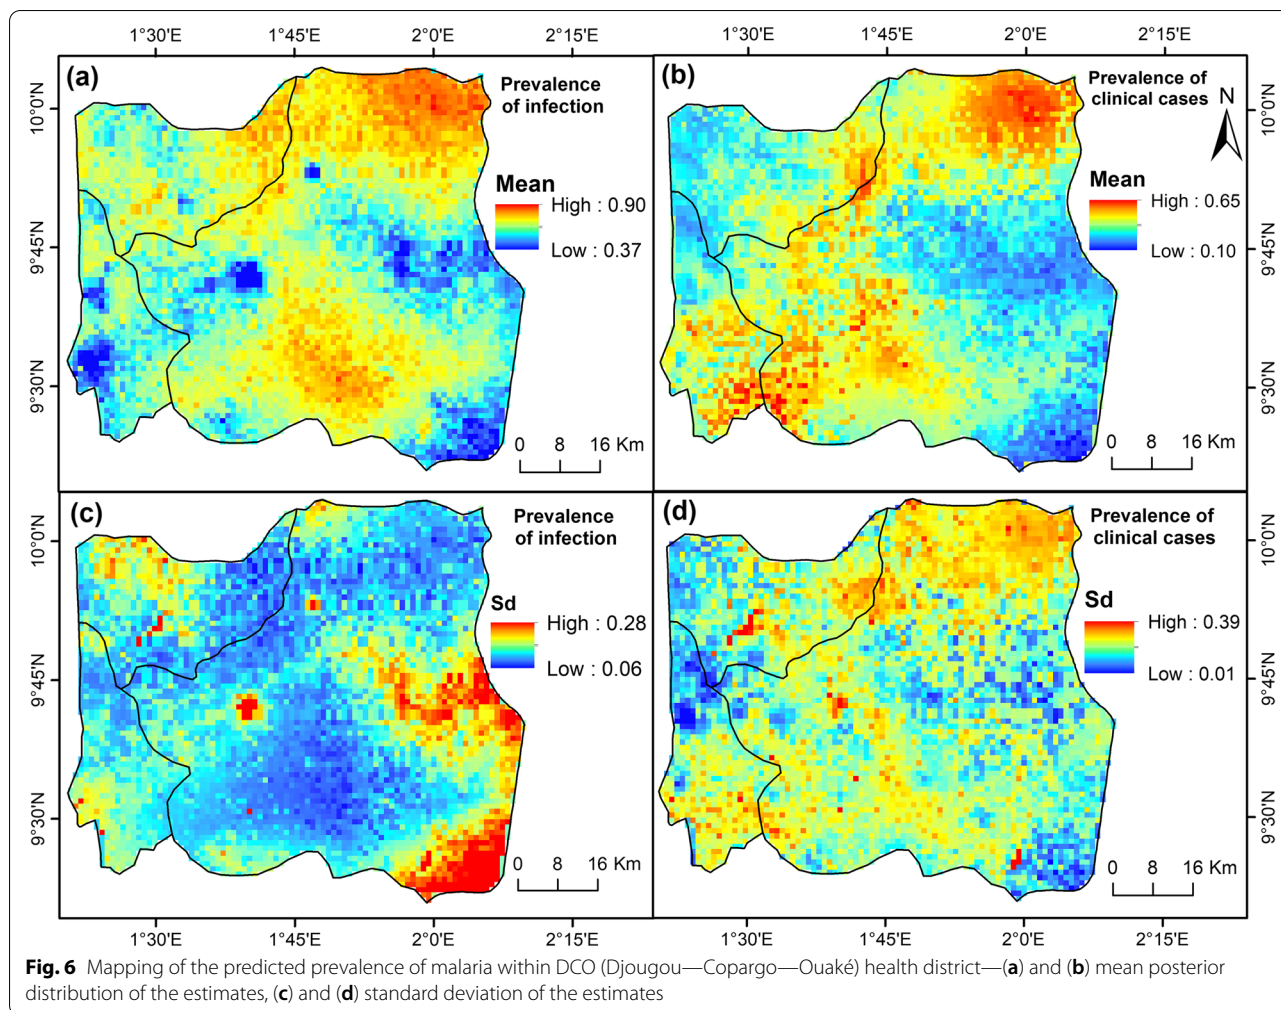 1°30'E 1°45'E 2°0'E 2°15'E 1°30'E 1°45'E 2°0'E 2°15'E
(a)
Prevalence
of infection
Mean
High : 0.90
Low : 0.37
0 8 16 Km
10°0'N
9°45'N
9°30'N
(b)
Prevalence of
clinical cases
N
Mean
High : 0.65
Low : 0.10
0 8 16 Km
10°0'N
9°45'N
9°30'N
(c)
Prevalence
of infection
Sd
High : 0.28
Low : 0.06
0 8 16 Km
10°0'N
9°45'N
9°30'N
(d)
Prevalence of
clinical cases
Sd
High : 0.39
Low : 0.01
0 8 16 Km
10°0'N
9°45'N
9°30'N
1°30'E 1°45'E 2°0'E 2°15'E 1°30'E 1°45'E 2°0'E 2°15'E
Fig. 6 Mapping of the predicted prevalence of malaria within DCO (Djougou—Copargo—Ouaké) health district—(a) and (b) mean posterior
distribution of the estimates, (c) and (d) standard deviation of the estimates